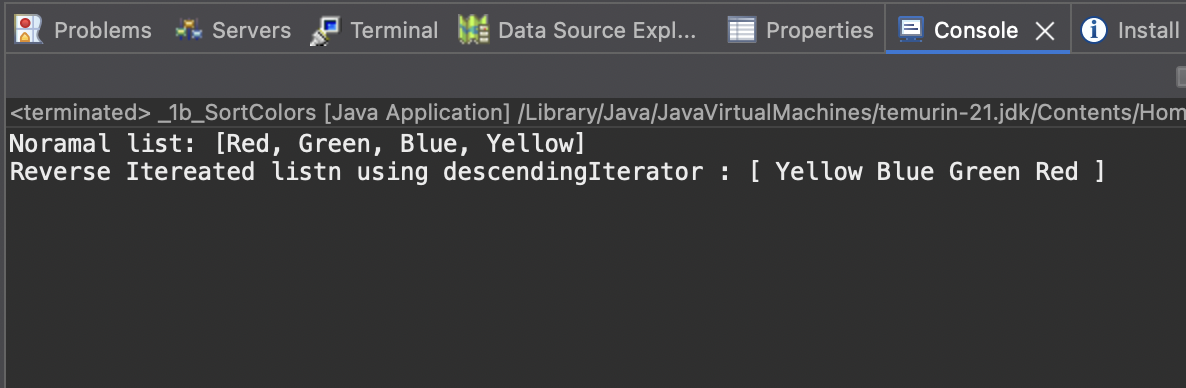 Problems Servers Terminal Data Source Expl... Properties Console Install
<terminated> _1b_SortColors [Java Application] /Library/Java/JavaVirtualMachines/temurin-21.jdk/Contents/Hom
Noramal list: [Red, Green, Blue, Yellow]
Reverse Itereated listn using descendingIterator : [ Yellow Blue Green Red ]